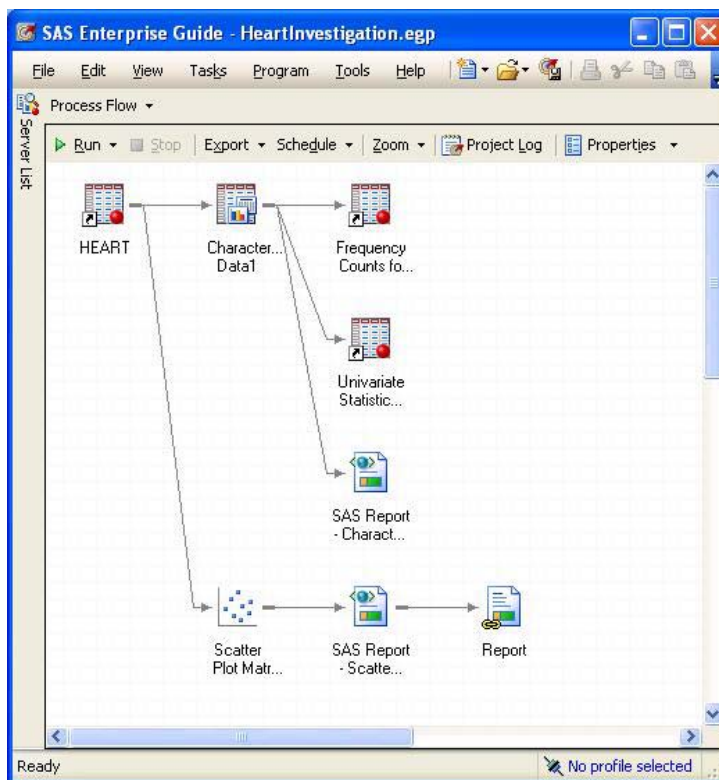 SAS Enterprise Guide - HeartInvestigation.egp
File Edit View Tasks Program Tools Help
Process Flow
Server List
Run Stop Export Schedule Zoom Project Log Properties
HEART
Character...
Data1
Frequency
Counts fo...
Univariate
Statistic...
SAS Report
- Charact...
Scatter
Plot Matr...
SAS Report
- Scatte...
Report
Ready
No profile selected